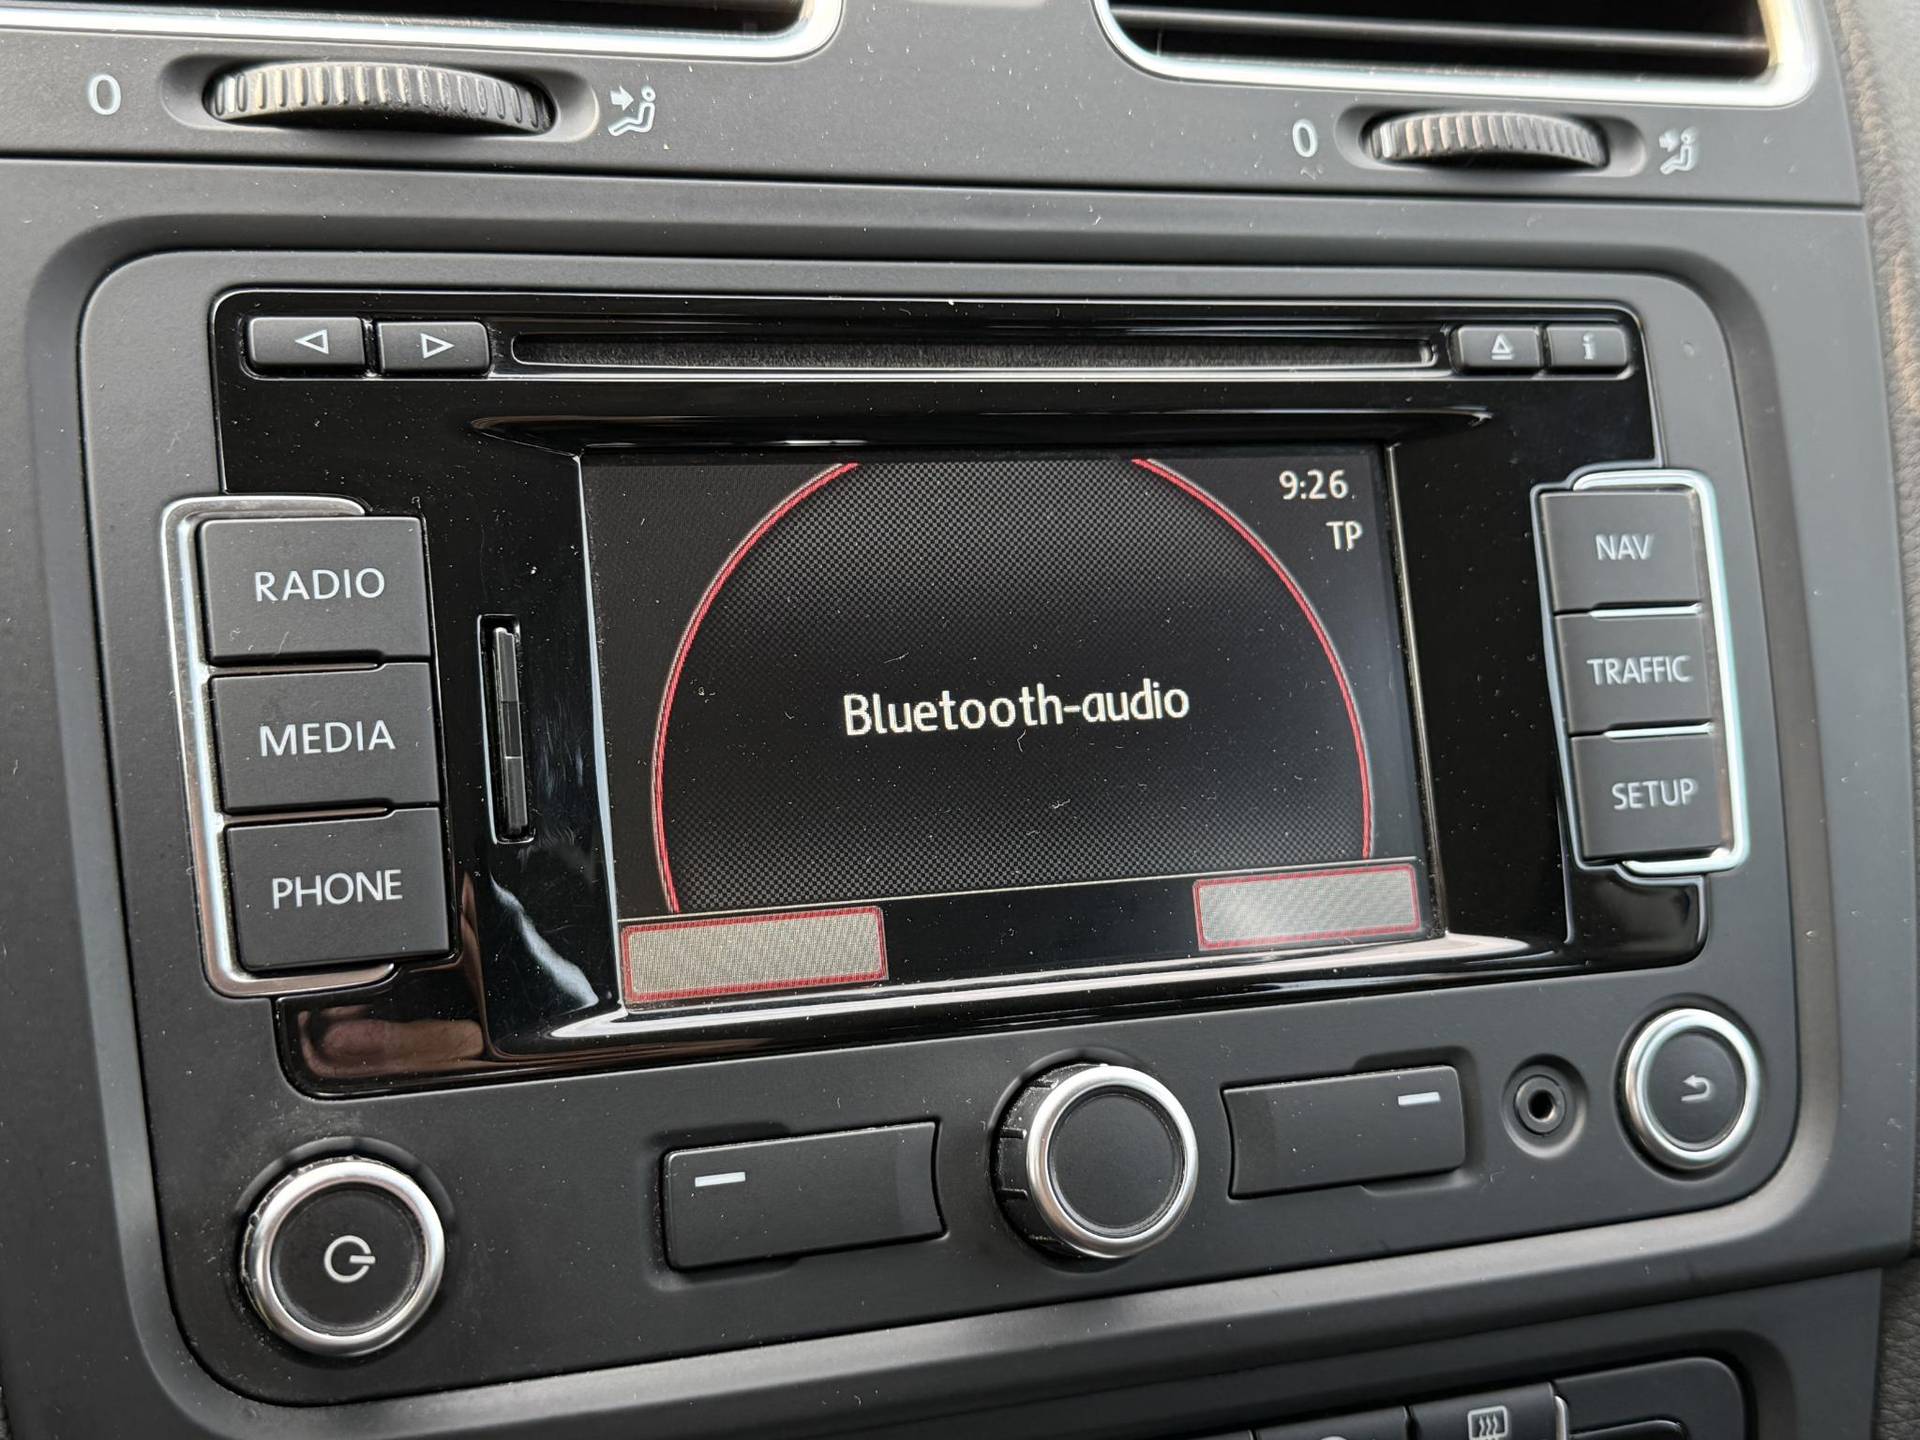 0
0
RADIO
MEDIA
PHONE
9:26
TP
Bluetooth-audio
NAV
TRAFFIC
SETUP
i